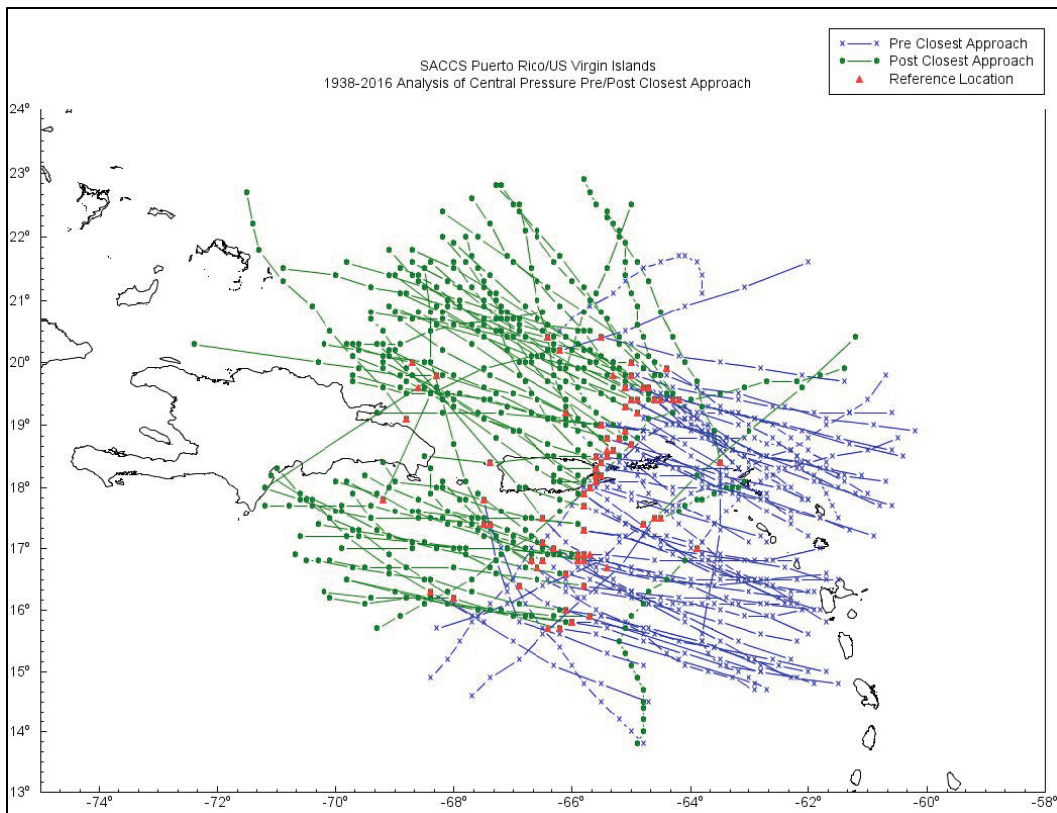 Pre Closest Approach
Post Closest Approach
Reference Location
SACCS Puerto Rico/US Virgin Islands
1938-2016 Analysis of Central Pressure Pre/Post Closest Approach
24°
23°
22°
21°
20°
19°
18°
17°
16°
15°
14°
13°
-74° -72° -70° -68° -66° -64° -62° -60° -58°